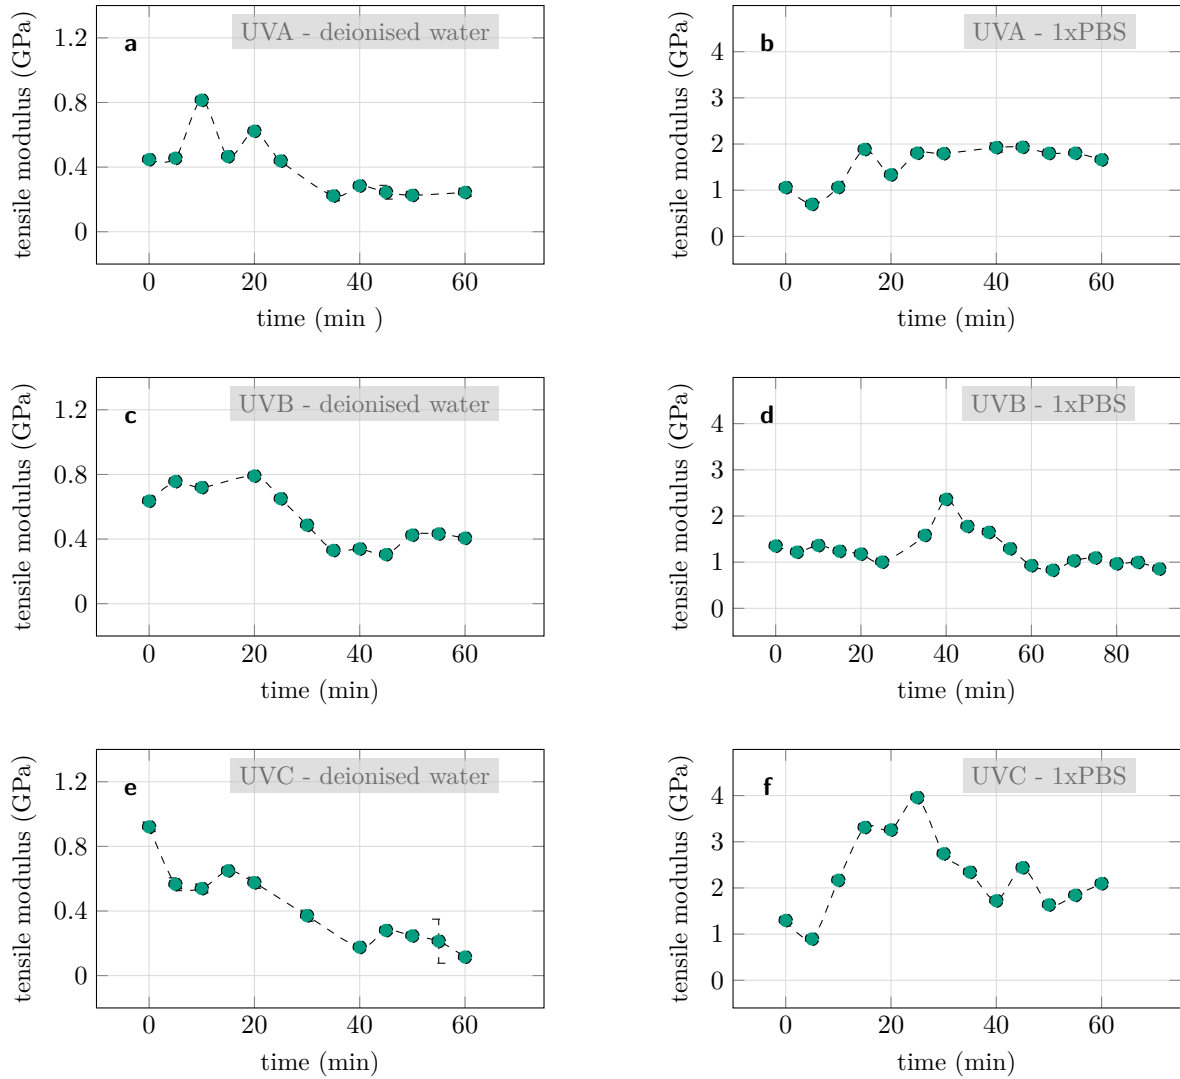 a
UVA - deionised water
tensile modulus (GPa)
1.2
0.8
0.4
0
0 20 40 60
time (min )
b
UVA - 1xPBS
tensile modulus (GPa)
4
3
2
1
0
0 20 40 60
time (min)
c
UVB - deionised water
tensile modulus (GPa)
1.2
0.8
0.4
0
0 20 40 60
time (min)
d
UVB - 1xPBS
tensile modulus (GPa)
4
3
2
1
0
0 20 40 60 80
time (min)
e
UVC - deionised water
tensile modulus (GPa)
1.2
0.8
0.4
0
0 20 40 60
time (min)
f
UVC - 1xPBS
tensile modulus (GPa)
4
3
2
1
0
0 20 40 60
time (min)